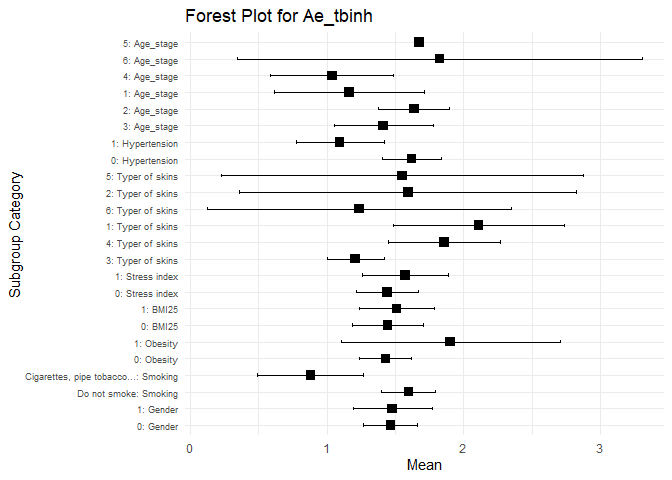 Forest Plot for Ae_tbinh
Subgroup Category
5: Age_stage
6: Age_stage
4: Age_stage
1: Age_stage
2: Age_stage
3: Age_stage
1: Hypertension
0: Hypertension
5: Typer of skins
2: Typer of skins
6: Typer of skins
1: Typer of skins
4: Typer of skins
3: Typer of skins
1: Stress index
0: Stress index
1: BMI25
0: BMI25
1: Obesity
0: Obesity
Cigarettes, pipe tobacco...: Smoking
Do not smoke: Smoking
1: Gender
0: Gender
0 1 2 3
Mean